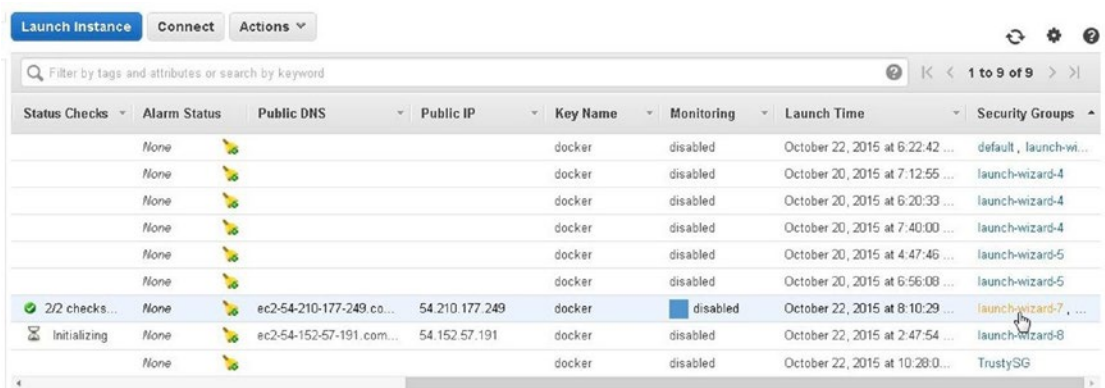 Launch Instance Connect Actions
Filter by tags and attributes or search by keyword 1 to 9 of 9
Status Checks Alarm Status Public DNS Public IP Key Name Monitoring Launch Time Security Groups
None docker disabled October 22, 2015 at 6:22:42 ... default , launch-wi...
None docker disabled October 20, 2015 at 7:12:55 ... launch-wizard-4
None docker disabled October 20, 2015 at 6:20:33 ... launch-wizard-4
None docker disabled October 20, 2015 at 7:40:00 ... launch-wizard-4
None docker disabled October 22, 2015 at 4:47:46 ... launch-wizard-5
None docker disabled October 20, 2015 at 6:56:08 ... launch-wizard-5
2/2 checks... None ec2-54-210-177-249.co... 54.210.177.249 docker disabled October 22, 2015 at 8:10:29 ... launch-wizard-7 , ...
Initializing None ec2-54-152-57-191.com... 54.152.57.191 docker disabled October 22, 2015 at 2:47:54 ... launch-wizard-8
None docker disabled October 22, 2015 at 10:28:0... TrustySG